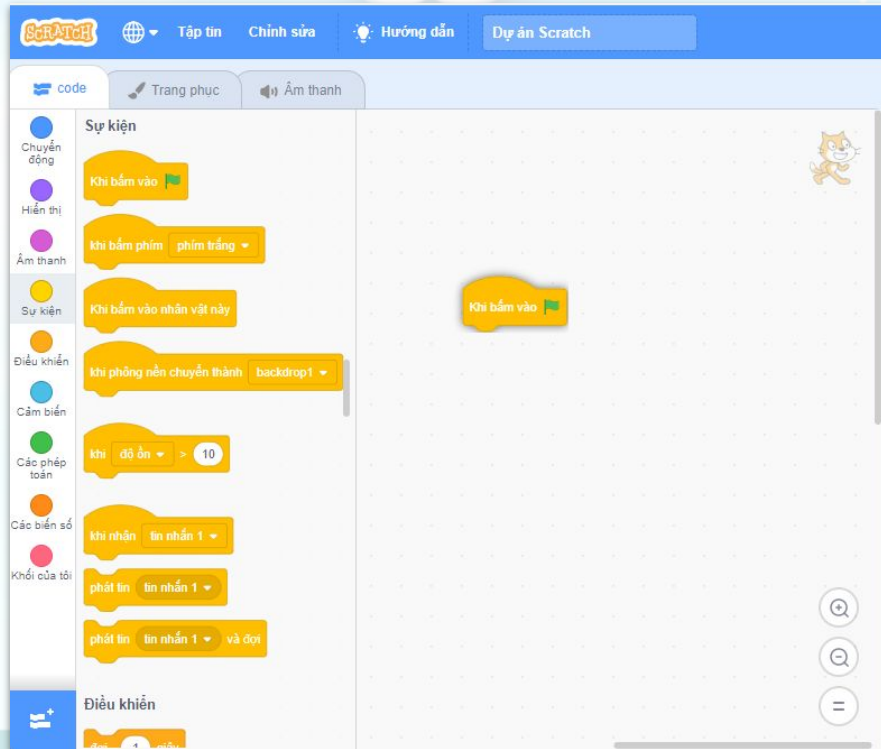 SCRATCH Tập tin Chỉnh sửa Hướng dẫn Dự án Scratch
code Trang phục Âm thanh
Chuyển động
Hiển thị
Âm thanh
Sự kiện
Điều khiển
Cảm biến
Các phép toán
Các biến số
Khối của tôi
Sự kiện
Khi bấm vào
khi bấm phím phím trắng
Khi bấm vào nhân vật này
khi phông nền chuyển thành backdrop1
khi độ ồn > 10
khi nhận tin nhắn 1
phát tin tin nhắn 1
phát tin tin nhắn 1 và đợi
Điều khiển
đợi 1 giây
Khi bấm vào